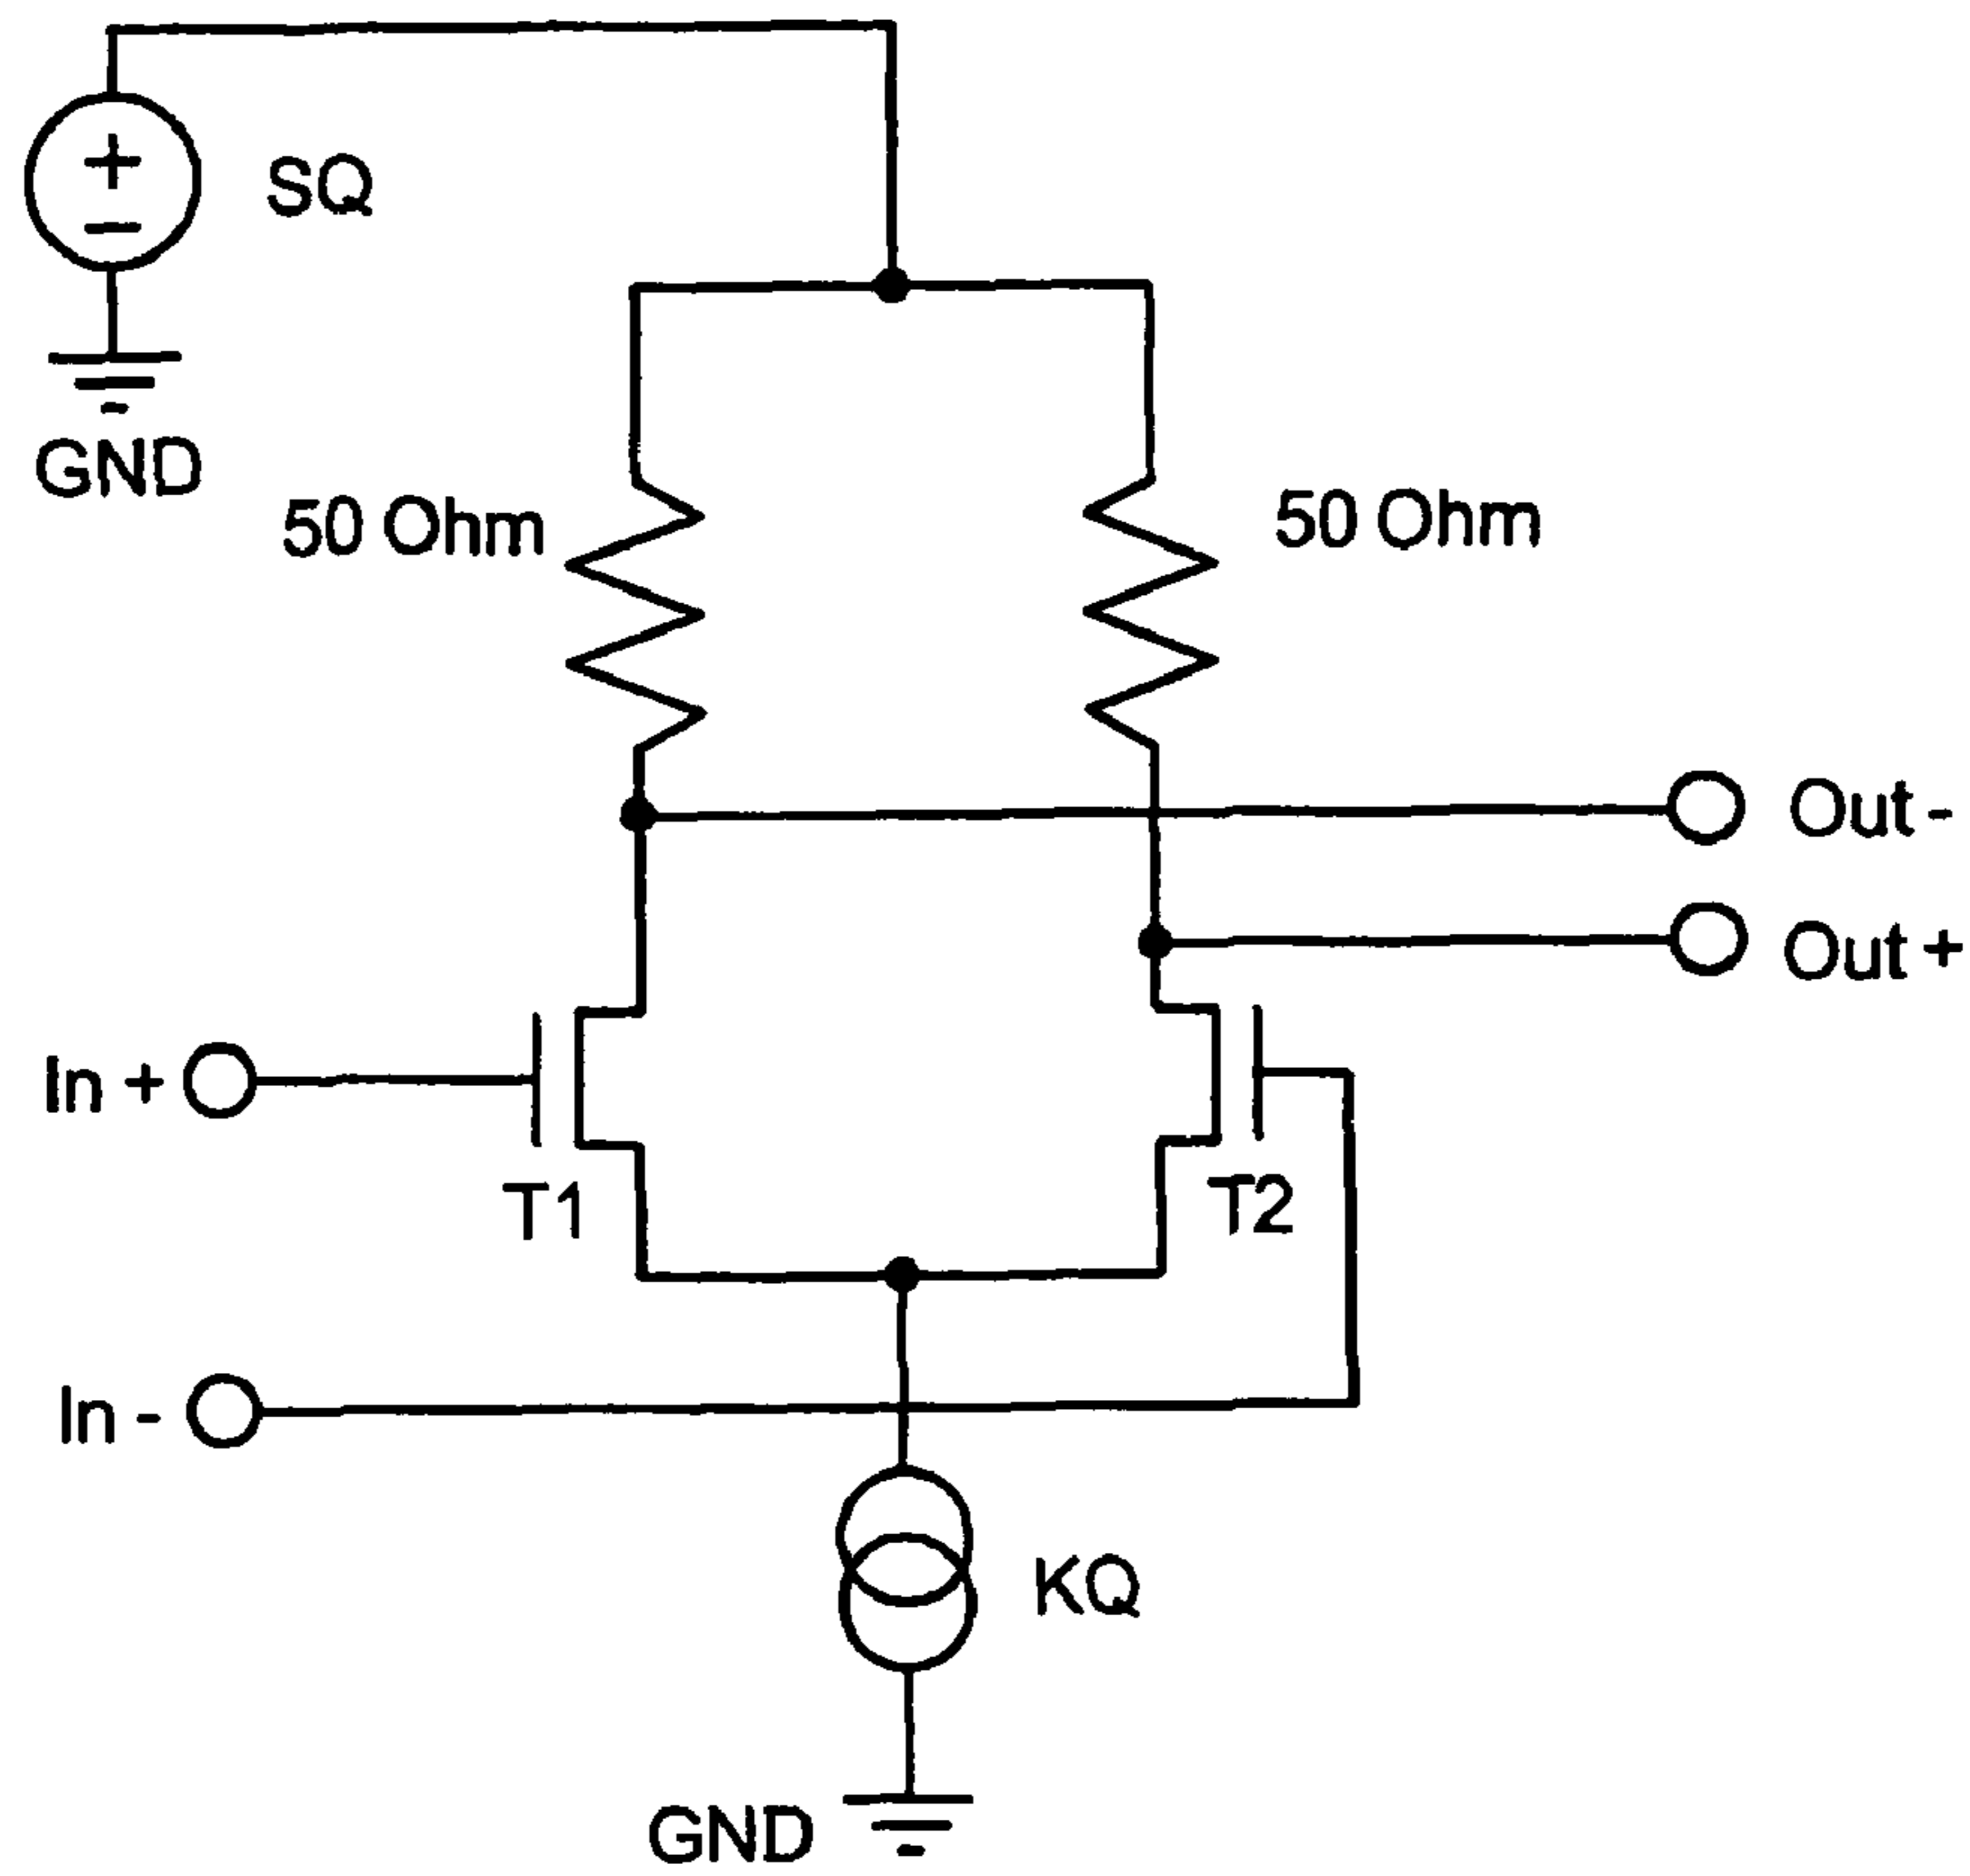 SQ
GND
50 Ohm
50 Ohm
Out -
Out +
In +
T1
T2
In -
KQ
GND